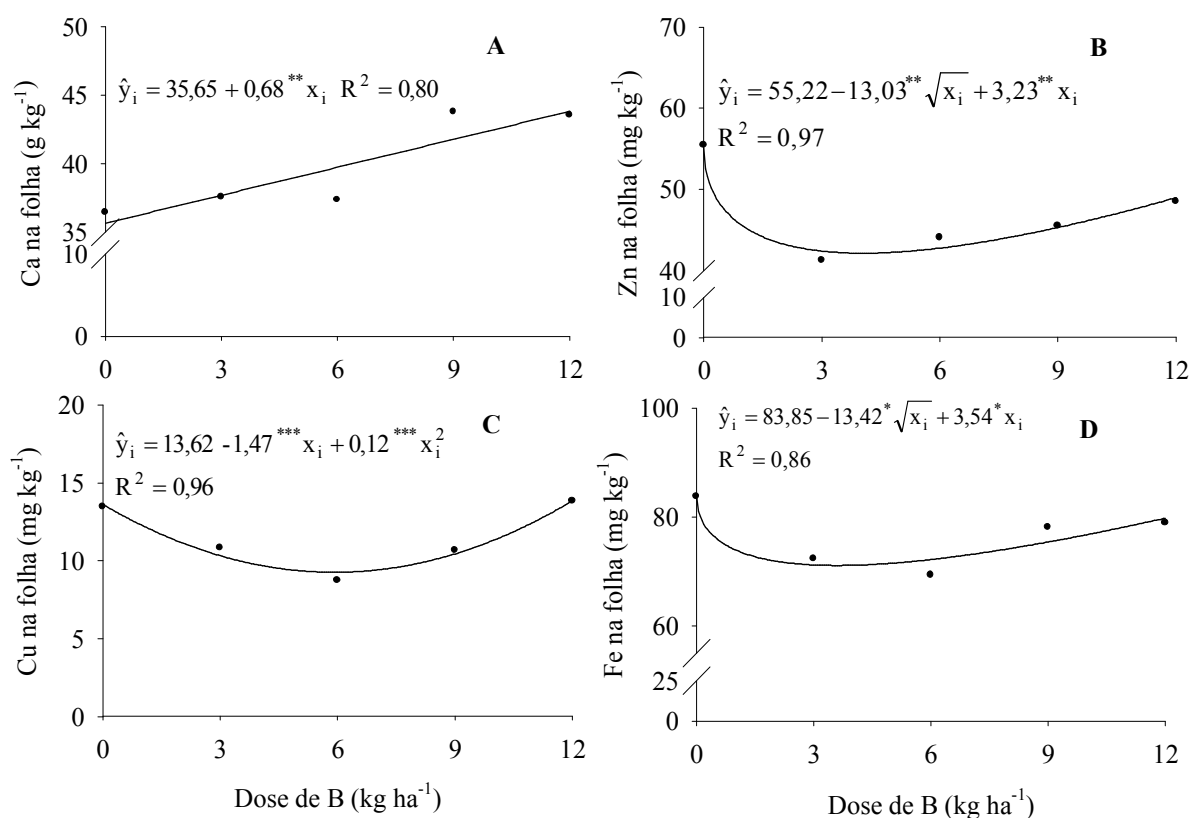 A
ŷᵢ = 35,65 + 0,68** xᵢ R² = 0,80
Ca na folha (g kg⁻¹)
50
45
40
35
10
0
0 3 6 9 12
B
ŷᵢ = 55,22 − 13,03** √xᵢ + 3,23** xᵢ
R² = 0,97
Zn na folha (mg kg⁻¹)
70
60
50
40
10
0
0 3 6 9 12
C
ŷᵢ = 13,62 - 1,47*** xᵢ + 0,12*** xᵢ²
R² = 0,96
Cu na folha (mg kg⁻¹)
20
15
10
5
0
0 3 6 9 12
Dose de B (kg ha⁻¹)
D
ŷᵢ = 83,85 − 13,42* √xᵢ + 3,54* xᵢ
R² = 0,86
Fe na folha (mg kg⁻¹)
100
80
60
25
0
0 3 6 9 12
Dose de B (kg ha⁻¹)